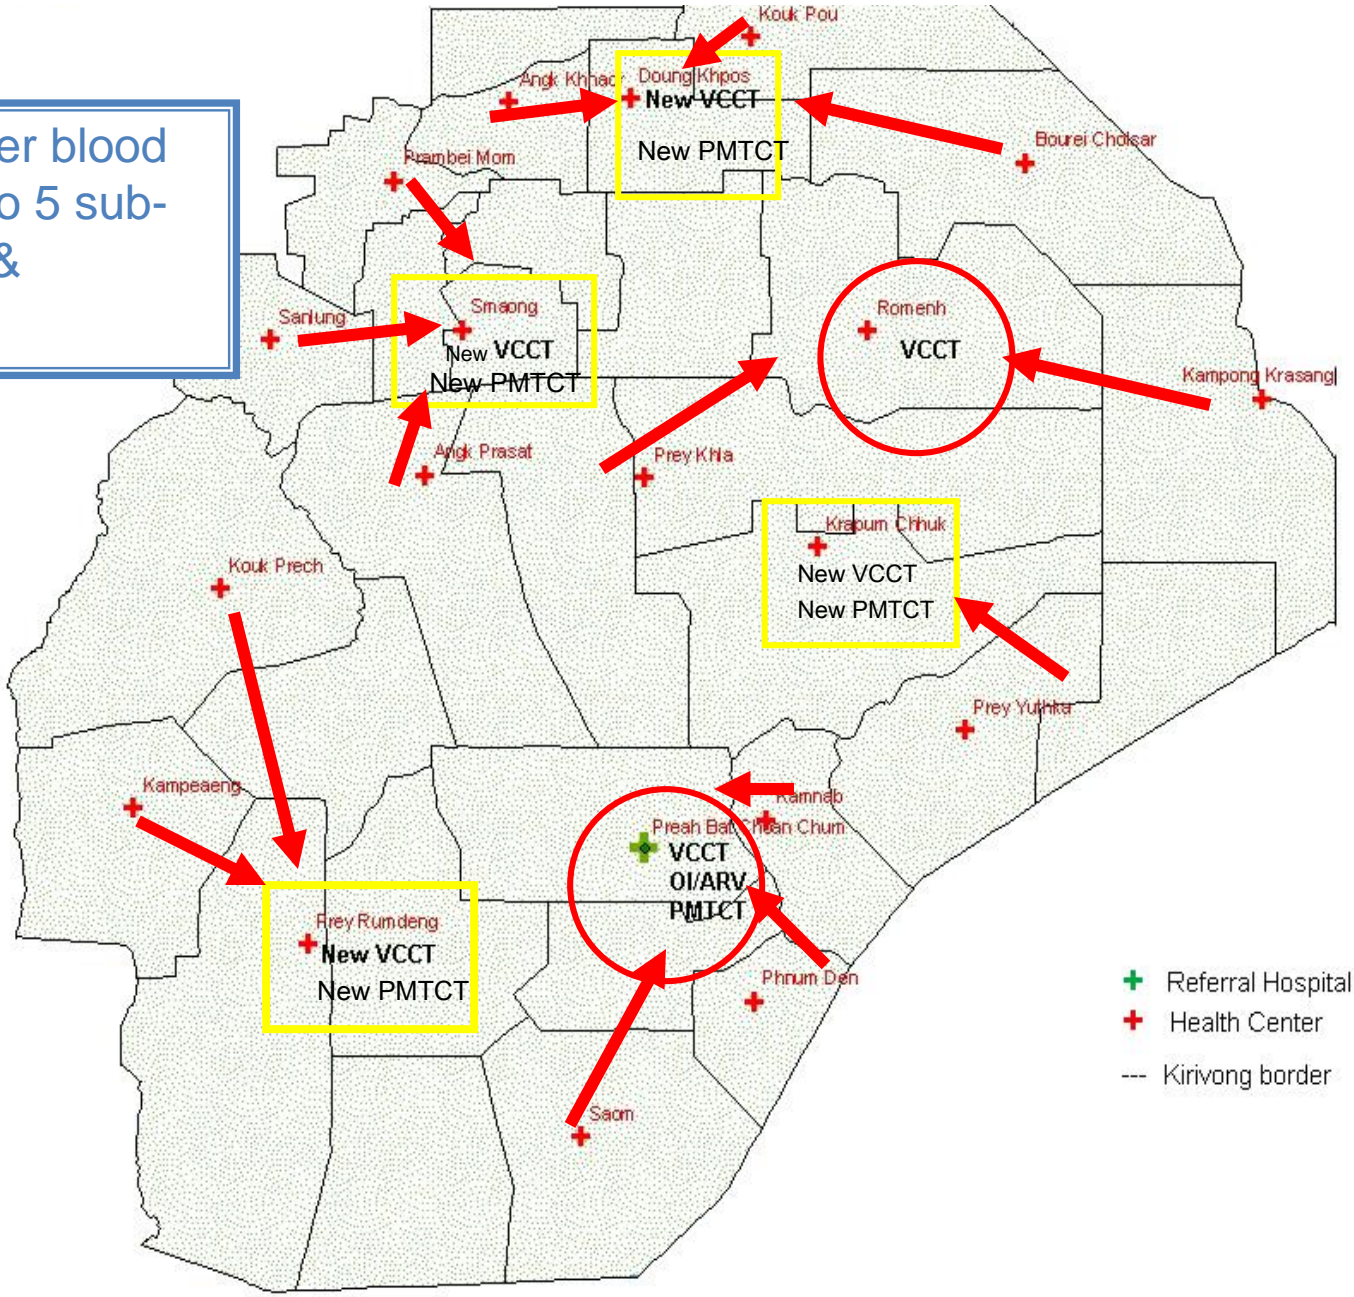 er blood
o 5 sub-
&
Kouk Pou
Angk Khnaor
Doung Khpos
New VCCT
New PMTCT
Bourei Cholsar
Prambei Mom
Sanlung
Smaong
New VCCT
New PMTCT
Romenh
VCCT
Kampong Krasang
Angk Prasat
Prey Khla
Krapum Chhuk
New VCCT
New PMTCT
Kouk Prech
Prey Yuthka
Kampeaeng
Kamnab
Preah Bat Choan Chum
VCCT
OI/ARV
PMTCT
Prey Rumdeng
New VCCT
New PMTCT
Phnum Den
Saom
Referral Hospital
Health Center
--- Kirivong border